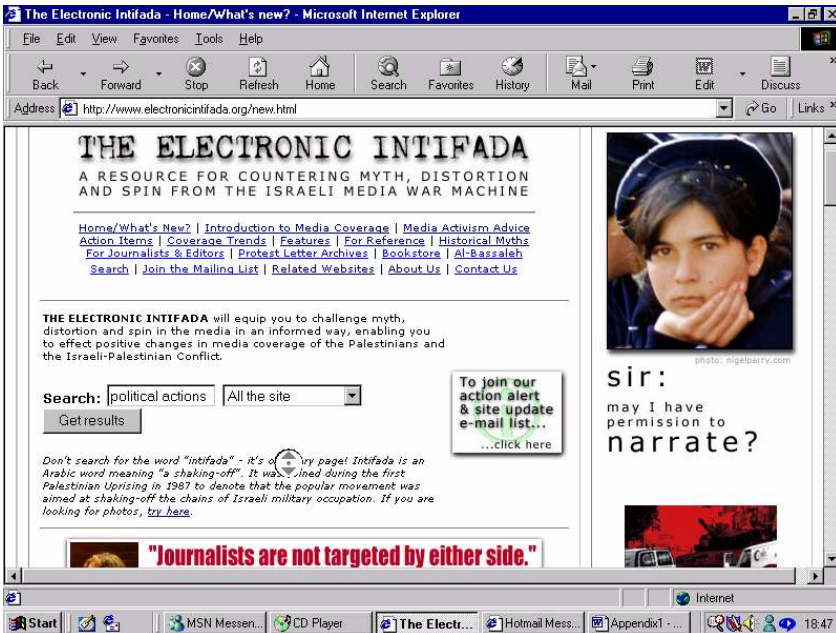 The Electronic Intifada - Home/What's new? - Microsoft Internet Explorer
File Edit View Favorites Tools Help
Back Forward Stop Refresh Home Search Favorites History Mail Print Edit Discuss
Address http://www.electronicintifada.org/new.html Go Links
THE ELECTRONIC INTIFADA
A RESOURCE FOR COUNTERING MYTH, DISTORTION
AND SPIN FROM THE ISRAELI MEDIA WAR MACHINE
Home/What's New? | Introduction to Media Coverage | Media Activism Advice
Action Items | Coverage Trends | Features | For Reference | Historical Myths
For Journalists & Editors | Protest Letter Archives | Bookstore | Al-Bassaleh
Search | Join the Mailing List | Related Websites | About Us | Contact Us
THE ELECTRONIC INTIFADA will equip you to challenge myth,
distortion and spin in the media in an informed way, enabling you
to effect positive changes in media coverage of the Palestinians and
the Israeli-Palestinian Conflict.
Search: political actions All the site
Get results
To join our
action alert
& site update
e-mail list...
...click here
Don't search for the word "intifada" - it's on page! Intifada is an
Arabic word meaning "a shaking-off". It was during the first
Palestinian Uprising in 1987 to denote that the popular movement was
aimed at shaking-off the chains of Israeli military occupation. If you are
looking for photos, try here.
"Journalists are not targeted by either side."
photo: nigelparry.com
sir:
may I have
permission to
narrate?
Internet
Start MSN Messen... CD Player The Electr... Hotmail Mess... Appendix1 - ... 18:47